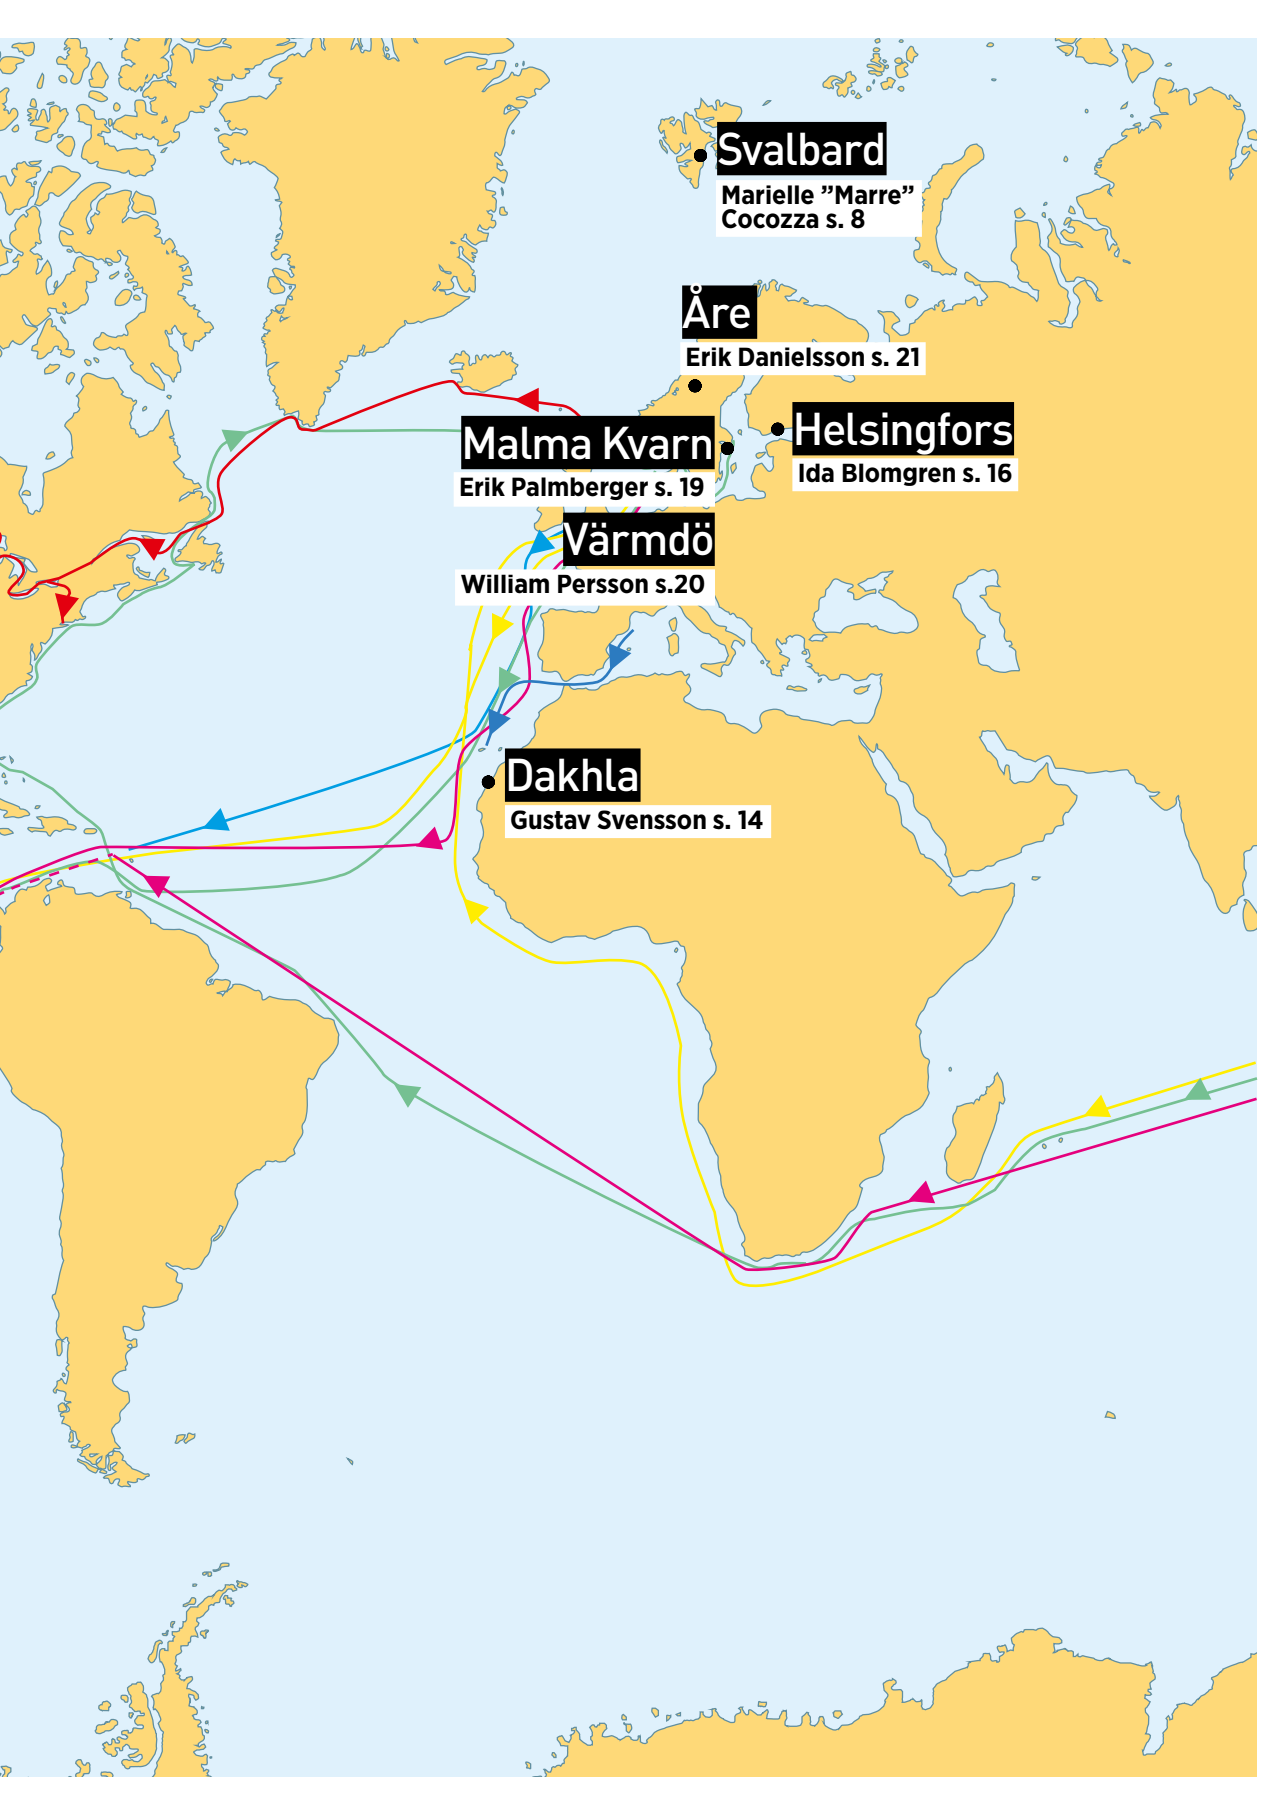 Svalbard
Marielle ”Marre”
Cocozza s. 8
Åre
Erik Danielsson s. 21
Malma Kvarn
Erik Palmberger s. 19
Helsingfors
Ida Blomgren s. 16
Värmdö
William Persson s.20
Dakhla
Gustav Svensson s. 14